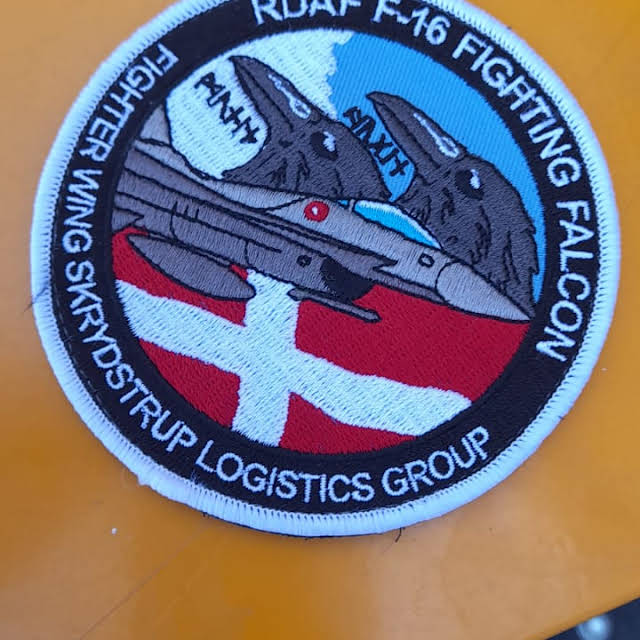 RDAF F-16 FIGHTING FALCON
FIGHTER WING SKRYDSTRUP LOGISTICS GROUP